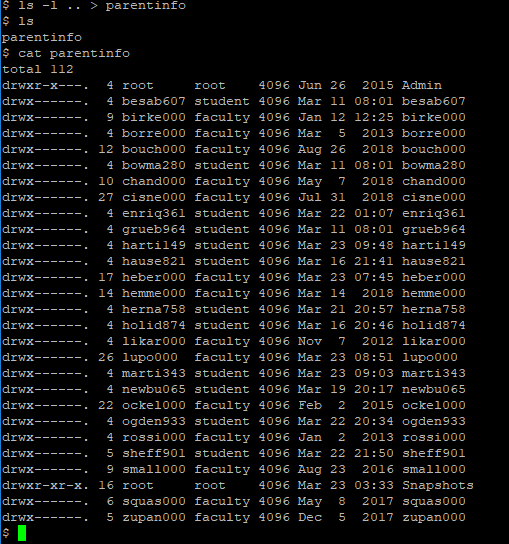 $ ls -l .. > parentinfo
$ ls
parentinfo
$ cat parentinfo
total 112
drwxr-x---.  4 root     root    4096 Jun 26  2015 Admin
drwx------.  4 besab607 student 4096 Mar 11 08:01 besab607
drwx------.  9 birke000 faculty 4096 Jan 12 12:25 birke000
drwx------.  4 borre000 faculty 4096 Mar  5  2013 borre000
drwx------. 12 bouch000 faculty 4096 Aug 26  2018 bouch000
drwx------.  4 bowma280 student 4096 Mar 11 08:01 bowma280
drwx------. 10 chand000 faculty 4096 May  7  2018 chand000
drwx------. 27 cisne000 faculty 4096 Jul 31  2018 cisne000
drwx------.  4 enriq361 student 4096 Mar 22 01:07 enriq361
drwx------.  4 grueb964 student 4096 Mar 11 08:01 grueb964
drwx------.  4 harti149 student 4096 Mar 23 09:48 harti149
drwx------.  4 hause821 student 4096 Mar 16 21:41 hause821
drwx------. 17 heber000 faculty 4096 Mar 23 07:45 heber000
drwx------. 14 hemme000 faculty 4096 Mar 14  2018 hemme000
drwx------.  4 herna758 student 4096 Mar 21 20:57 herna758
drwx------.  4 holid874 student 4096 Mar 16 20:46 holid874
drwx------.  4 likar000 faculty 4096 Nov  7  2012 likar000
drwx------. 26 lupo000  faculty 4096 Mar 23 08:51 lupo000
drwx------.  4 marti343 student 4096 Mar 23 09:03 marti343
drwx------.  4 newbu065 student 4096 Mar 19 20:17 newbu065
drwx------. 22 ockel000 faculty 4096 Feb  2  2015 ockel000
drwx------.  4 ogden933 student 4096 Mar 22 20:34 ogden933
drwx------.  4 rossi000 faculty 4096 Jan  2  2013 rossi000
drwx------.  5 sheff901 student 4096 Mar 22 21:50 sheff901
drwx------.  9 small000 faculty 4096 Aug 23  2016 small000
drwxr-xr-x. 16 root     root    4096 Mar 23 03:33 Snapshots
drwx------.  6 squas000 faculty 4096 May  8  2017 squas000
drwx------.  5 zupan000 faculty 4096 Dec  5  2017 zupan000
$